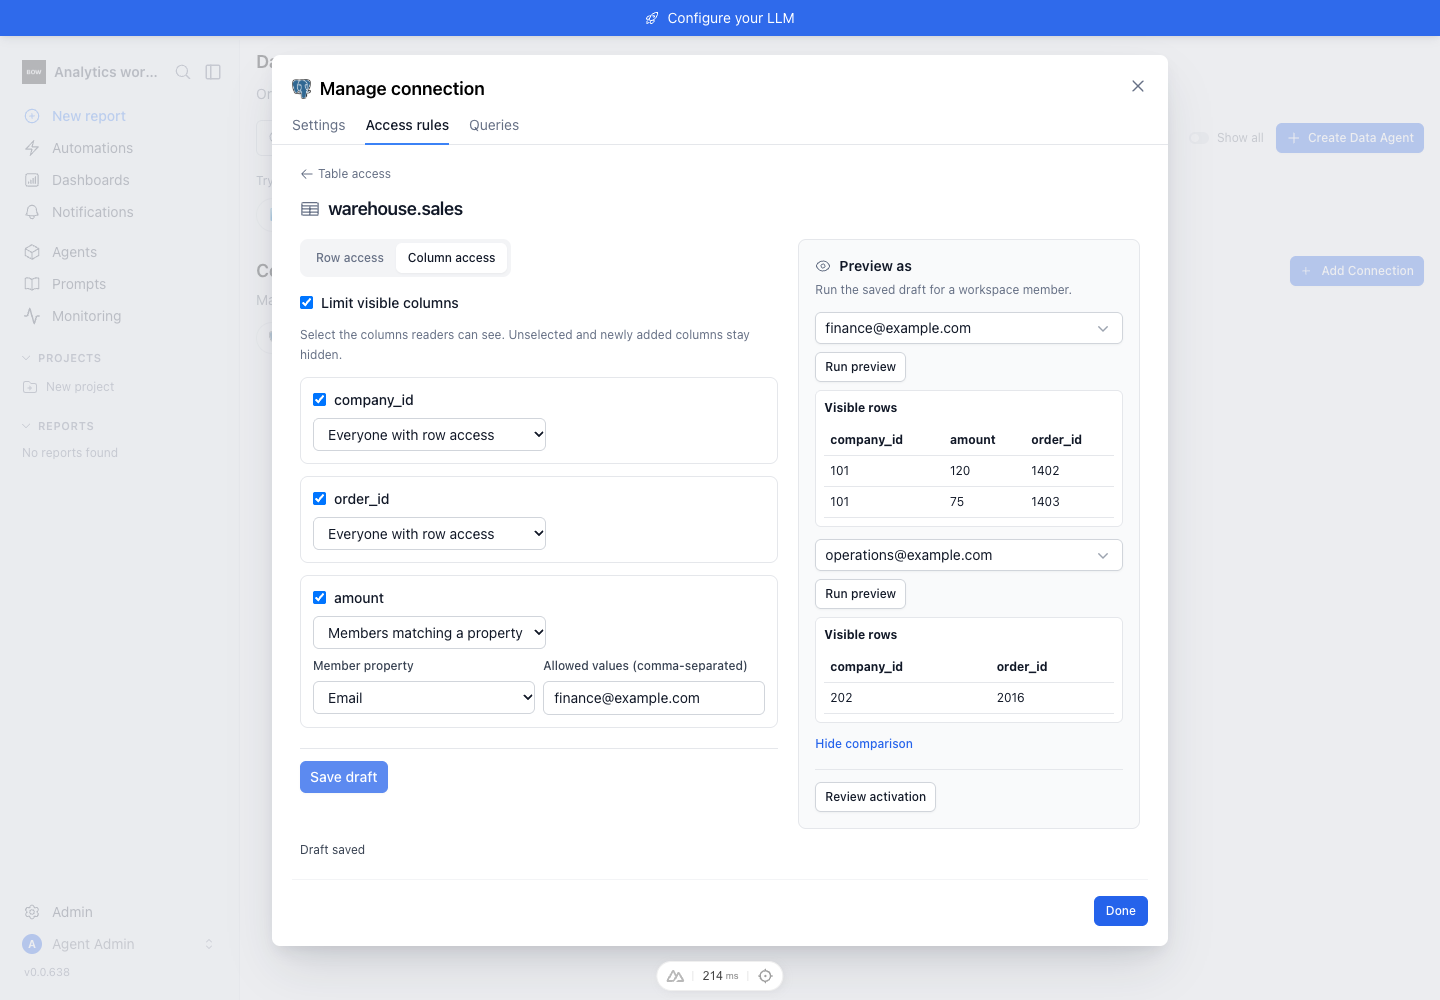 Configure your LLM
Analytics wor...
New report
Automations
Dashboards
Notifications
Agents
Prompts
Monitoring
PROJECTS
New project
REPORTS
No reports found
Admin
A Agent Admin
v0.0.638
Show all
Create Data Agent
Add Connection
Manage connection
Settings
Access rules
Queries
Table access
warehouse.sales
Row access
Column access
Limit visible columns
Select the columns readers can see. Unselected and newly added columns stay
hidden.
company_id
Everyone with row access
order_id
Everyone with row access
amount
Members matching a property
Member property
Allowed values (comma-separated)
Email
finance@example.com
Save draft
Draft saved
Preview as
Run the saved draft for a workspace member.
finance@example.com
Run preview
Visible rows
company_id amount order_id
101 120 1402
101 75 1403
operations@example.com
Run preview
Visible rows
company_id order_id
202 2016
Hide comparison
Review activation
Done
214 ms